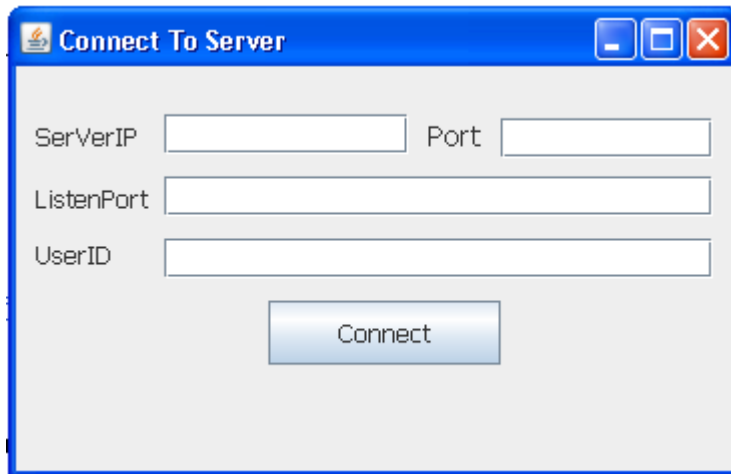 Connect To Server
SerVerIP Port
ListenPort
UserID
Connect